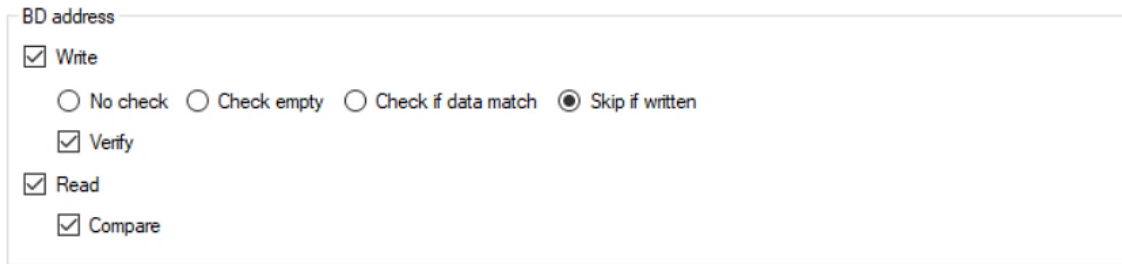 BD address
Write
No check Check empty Check if data match Skip if written
Verify
Read
Compare